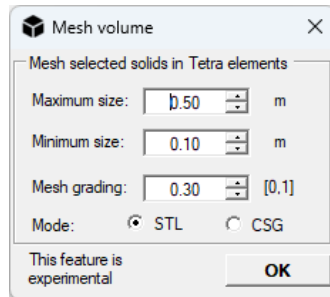 Mesh volume
Mesh selected solids in Tetra elements
Maximum size: 0.50 m
Minimum size: 0.10 m
Mesh grading: 0.30 [0,1]
Mode: STL CSG
This feature is
experimental
OK